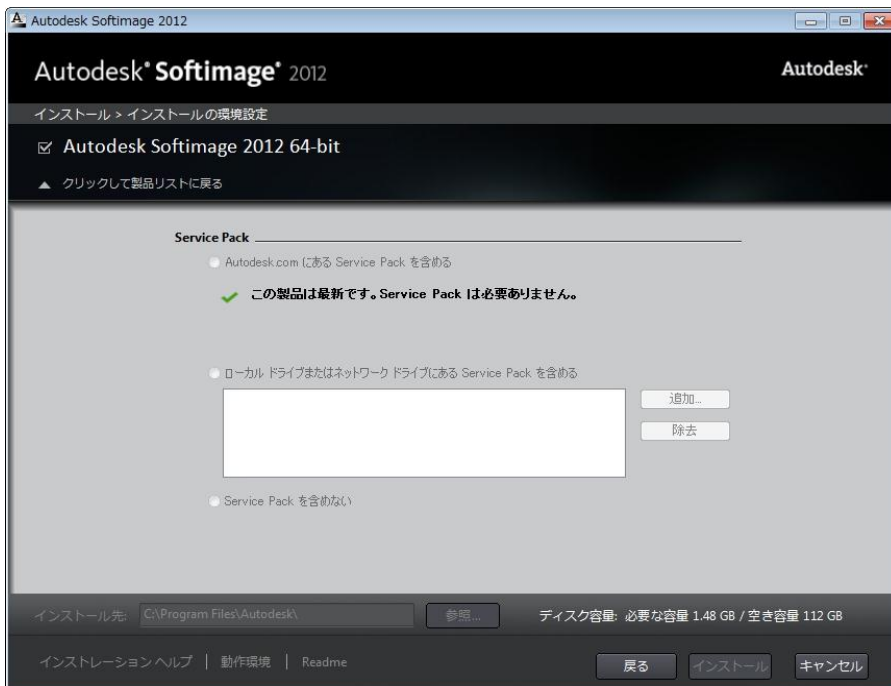 Autodesk Softimage 2012
Autodesk® Softimage® 2012
Autodesk®
インストール > インストールの環境設定
Autodesk Softimage 2012 64-bit
クリックして製品リストに戻る
Service Pack
Autodesk.com にある Service Pack を含める
この製品は最新です。Service Pack は必要ありません。
ローカル ドライブまたはネットワーク ドライブにある Service Pack を含める
追加...
除去
Service Pack を含めない
インストール先: C:\Program Files\Autodesk\ 参照... ディスク容量: 必要な容量 1.48 GB / 空き容量 112 GB
インストレーション ヘルプ | 動作環境 | Readme 戻る インストール キャンセル